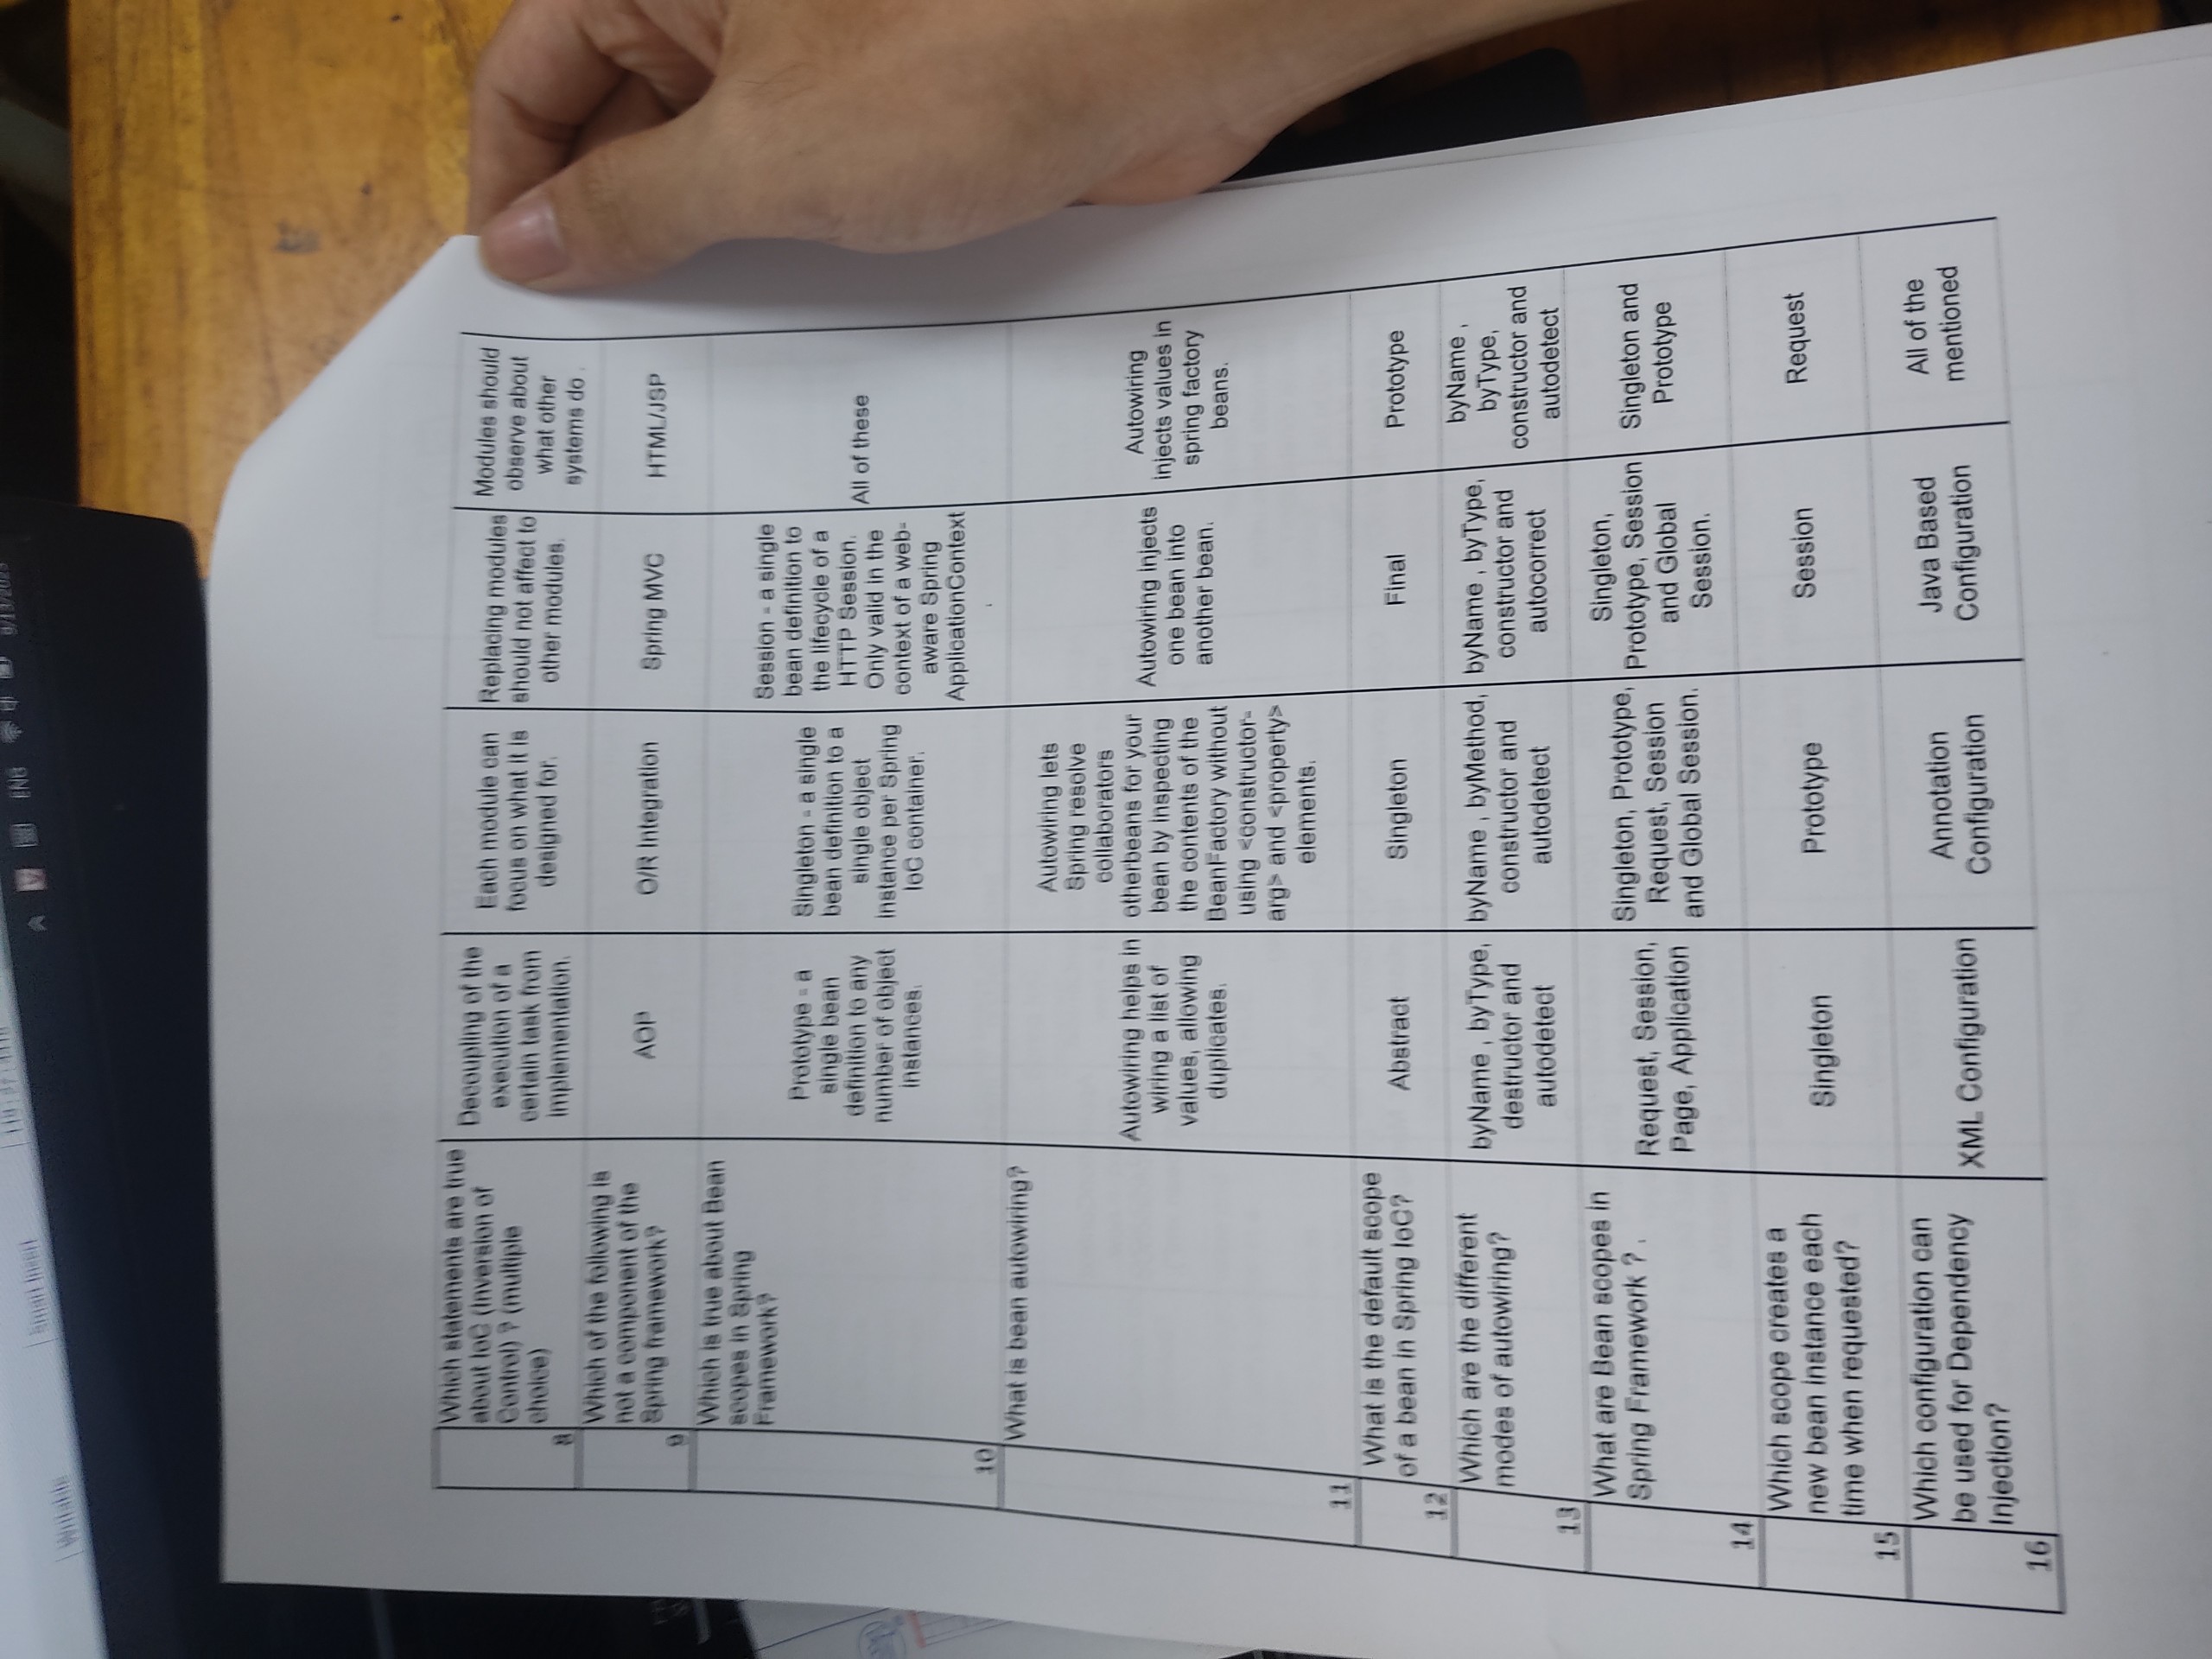 Which statements are true
about IoC (Inversion of
Control) ? (multiple
choice)
8
Decoupling of the
execution of a
certain task from
implementation.
Each module can
focus on what it is
designed for.
Replacing modules
should not affect to
other modules.
Modules should
observe about
what other
systems do .
Which of the following is
not a component of the
Spring framework?
9
AOP
O/R Integration
Spring MVC
HTML/JSP
Which is true about Bean
scopes in Spring
Framework?
10
Prototype - a
single bean
definition to any
number of object
instances.
Singleton - a single
bean definition to a
single object
instance per Spring
IoC container.
Session - a single
bean definition to
the lifecycle of a
HTTP Session.
Only valid in the
context of a web-
aware Spring
ApplicationContext
.
All of these
What is bean autowiring?
11
Autowiring helps in
wiring a list of
values, allowing
duplicates.
Autowiring lets
Spring resolve
collaborators
otherbeans for your
bean by inspecting
the contents of the
BeanFactory without
using <constructor-
arg> and <property>
elements.
Autowiring injects
one bean into
another bean.
Autowiring
injects values in
spring factory
beans.
What is the default scope
of a bean in Spring IoC?
12
Abstract
Singleton
Final
Prototype
Which are the different
modes of autowiring?
13
byName , byType,
destructor and
autodetect
byName , byMethod,
constructor and
autodetect
byName , byType,
constructor and
autocorrect
byName ,
byType,
constructor and
autodetect
What are Bean scopes in
Spring Framework ? .
14
Request, Session,
Page, Application
Singleton, Prototype,
Request, Session
and Global Session.
Singleton,
Prototype, Session
and Global
Session.
Singleton and
Prototype
Which scope creates a
new bean instance each
time when requested?
15
Singleton
Prototype
Session
Request
Which configuration can
be used for Dependency
Injection?
16
XML Configuration
Annotation
Configuration
Java Based
Configuration
All of the
mentioned
ENG